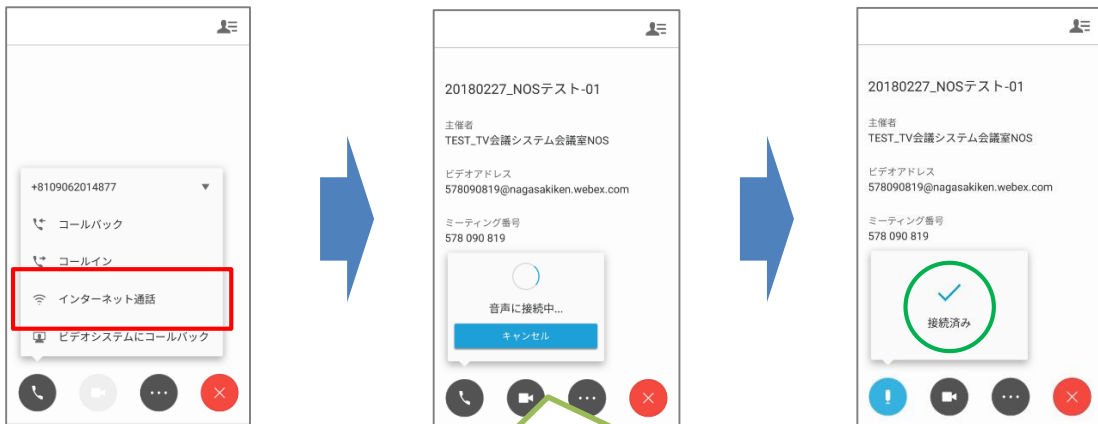 +8109062014877
コールバック
コールイン
インターネット通話
ビデオシステムにコールバック
20180227_NOSテスト-01
主催者
TEST_TV会議システム会議室NOS
ビデオアドレス
578090819@nagasakiken.webex.com
ミーティング番号
578 090 819
音声に接続中...
キャンセル
20180227_NOSテスト-01
主催者
TEST_TV会議システム会議室NOS
ビデオアドレス
578090819@nagasakiken.webex.com
ミーティング番号
578 090 819
接続済み